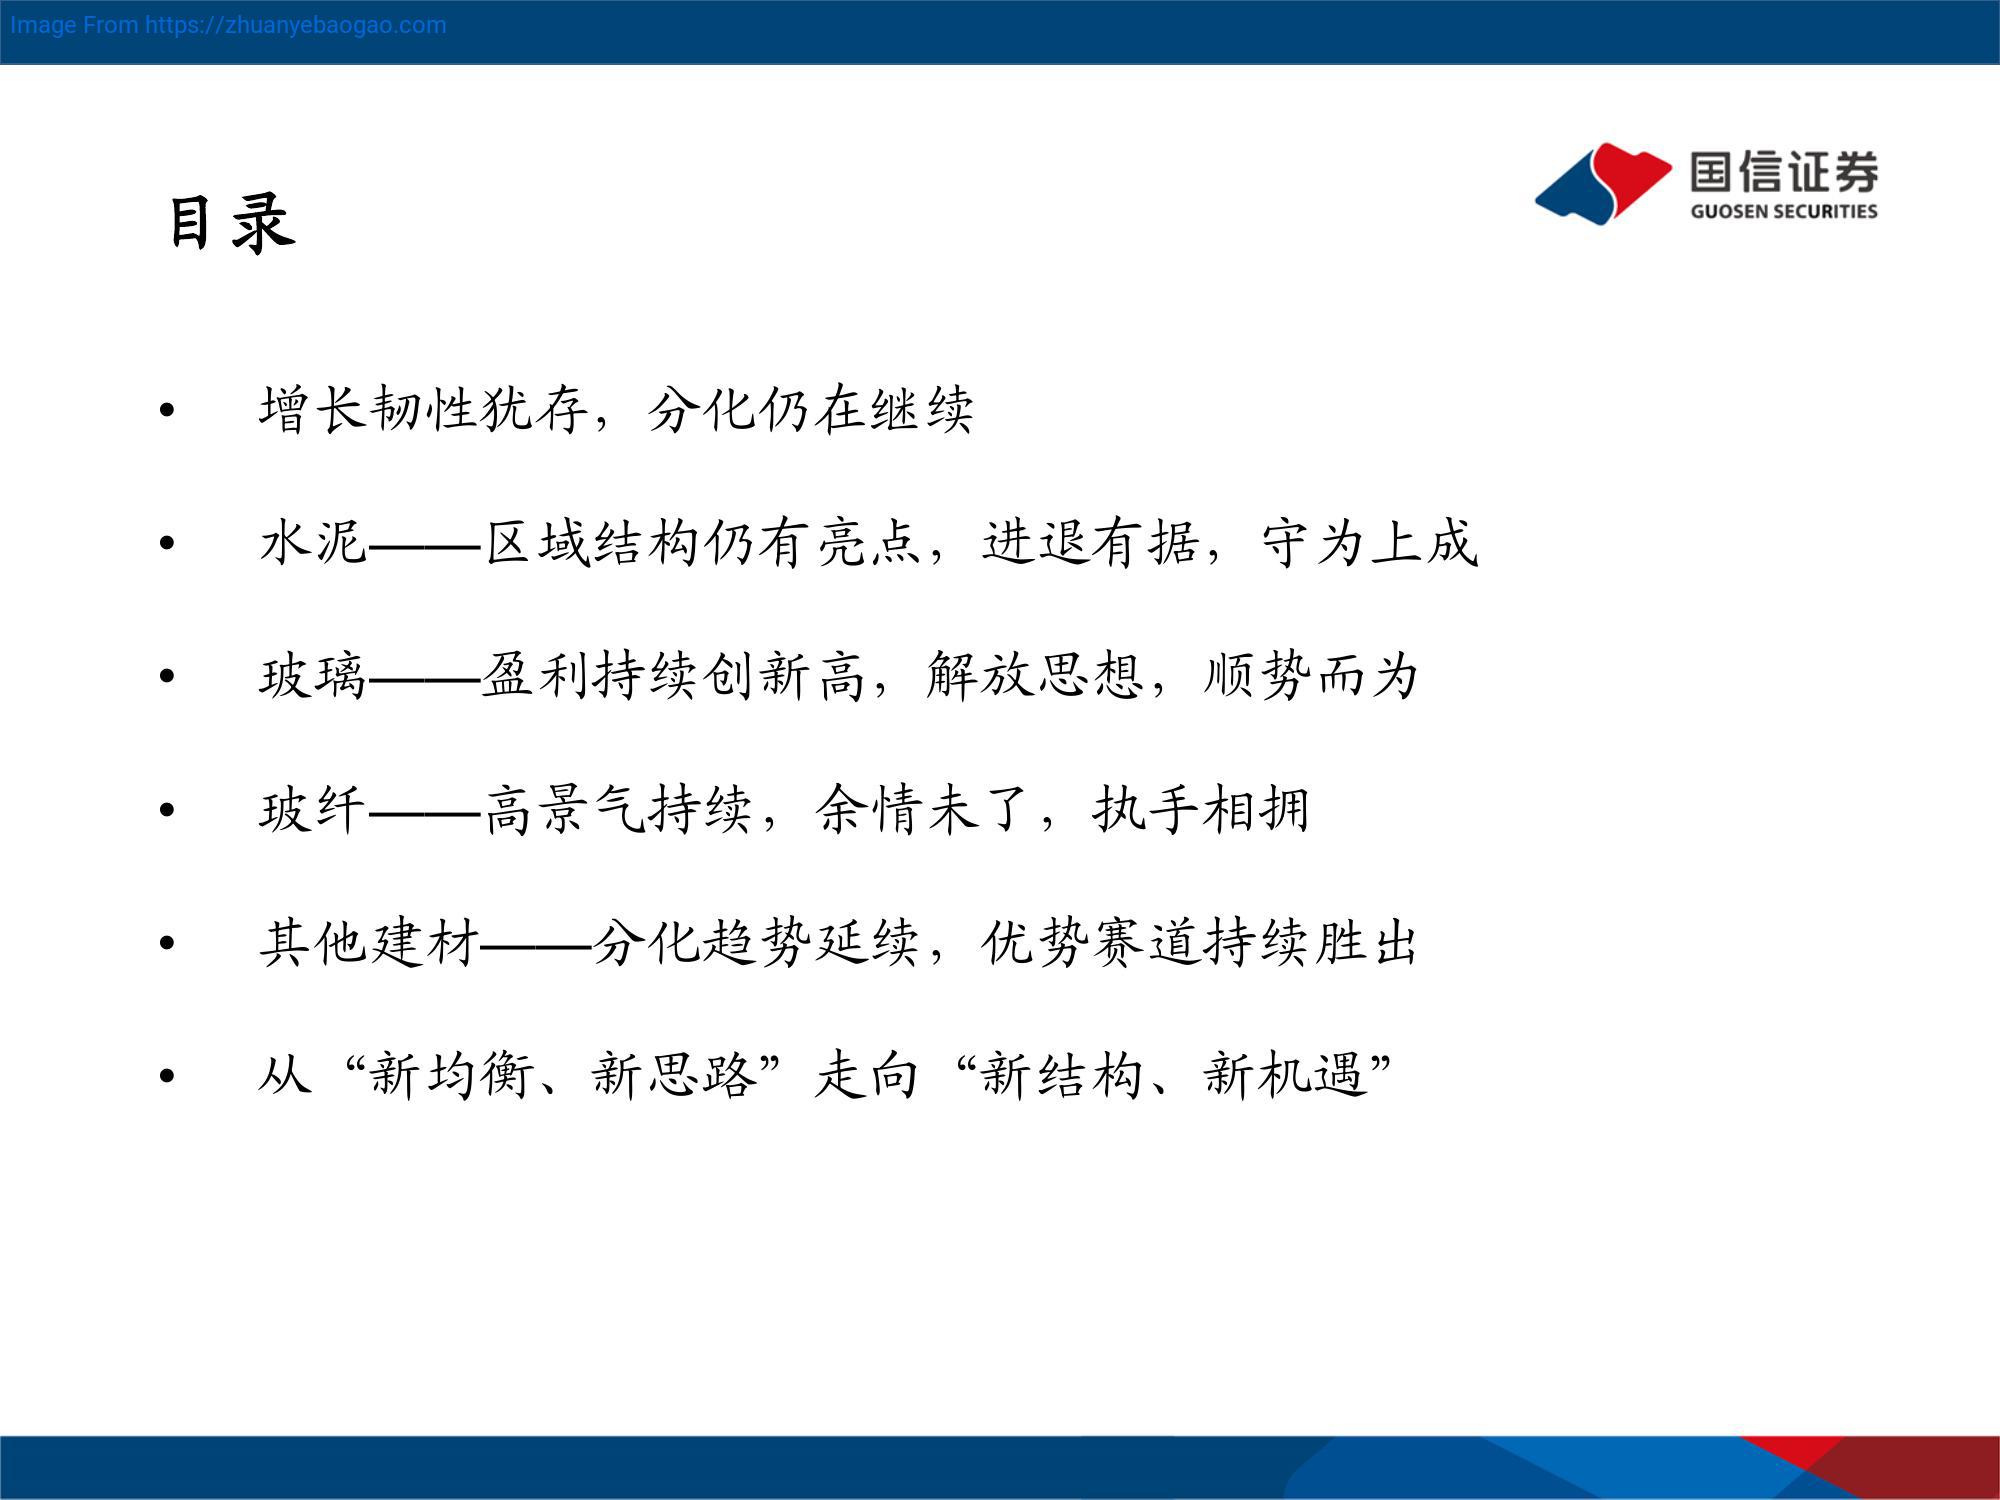 Image From https://zhuanyebaogao.com
国信证券
GUOSEN SECURITIES
目录
• 增长韧性犹存，分化仍在继续
• 水泥——区域结构仍有亮点，进退有据，守为上成
• 玻璃——盈利持续创新高，解放思想，顺势而为
• 玻纤——高景气持续，余情未了，执手相拥
• 其他建材——分化趋势延续，优势赛道持续胜出
• 从“新均衡、新思路”走向“新结构、新机遇”